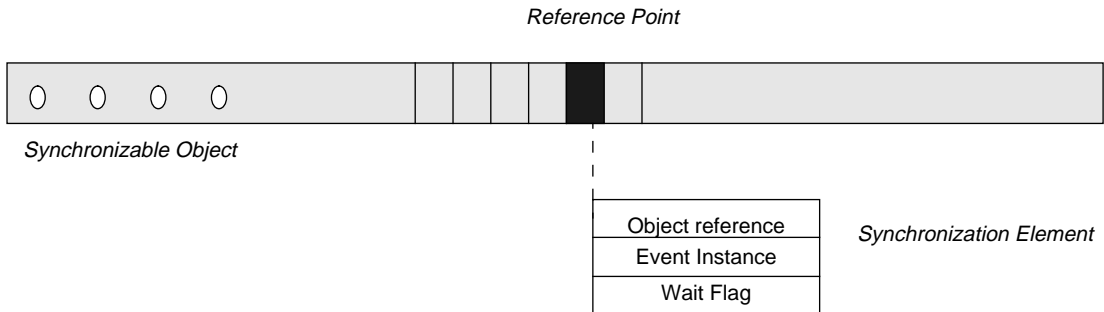 Reference Point
Synchronizable Object
Object reference
Synchronization Element
Event Instance
Wait Flag